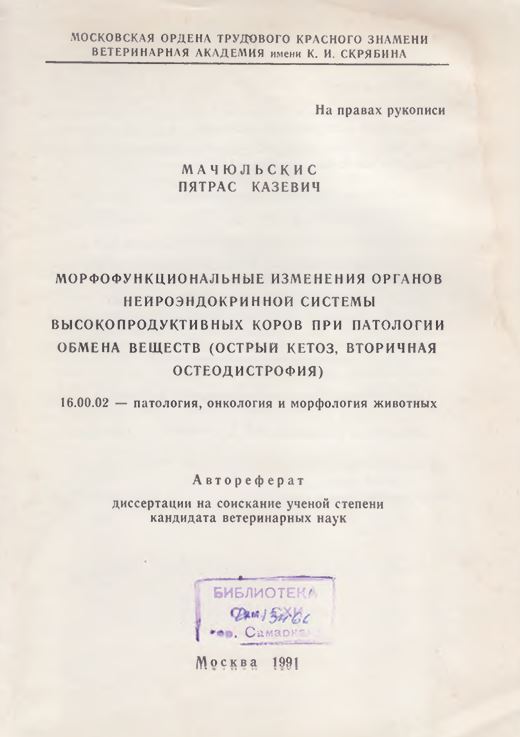 МОСКОВСКАЯ ОРДЕНА ТРУДОВОГО КРАСНОГО ЗНАМЕНИ
ВЕТЕРИНАРНАЯ АКАДЕМИЯ имени К. И. СКРЯБИНА
На правах рукописи
МАЧЮЛЬСКИС
ПЯТРАС КАЗЕВИЧ
МОРФОФУНКЦИОНАЛЬНЫЕ ИЗМЕНЕНИЯ ОРГАНОВ
НЕЙРОЭНДОКРИННОЙ СИСТЕМЫ
ВЫСОКОПРОДУКТИВНЫХ КОРОВ ПРИ ПАТОЛОГИИ
ОБМЕНА ВЕЩЕСТВ (ОСТРЫЙ КЕТОЗ, ВТОРИЧНАЯ
ОСТЕОДИСТРОФИЯ)
16.00.02 — патология, онкология и морфология животных
Автореферат
диссертации на соискание ученой степени
кандидата ветеринарных наук
БИБЛИОТЕКА
Москва 1991